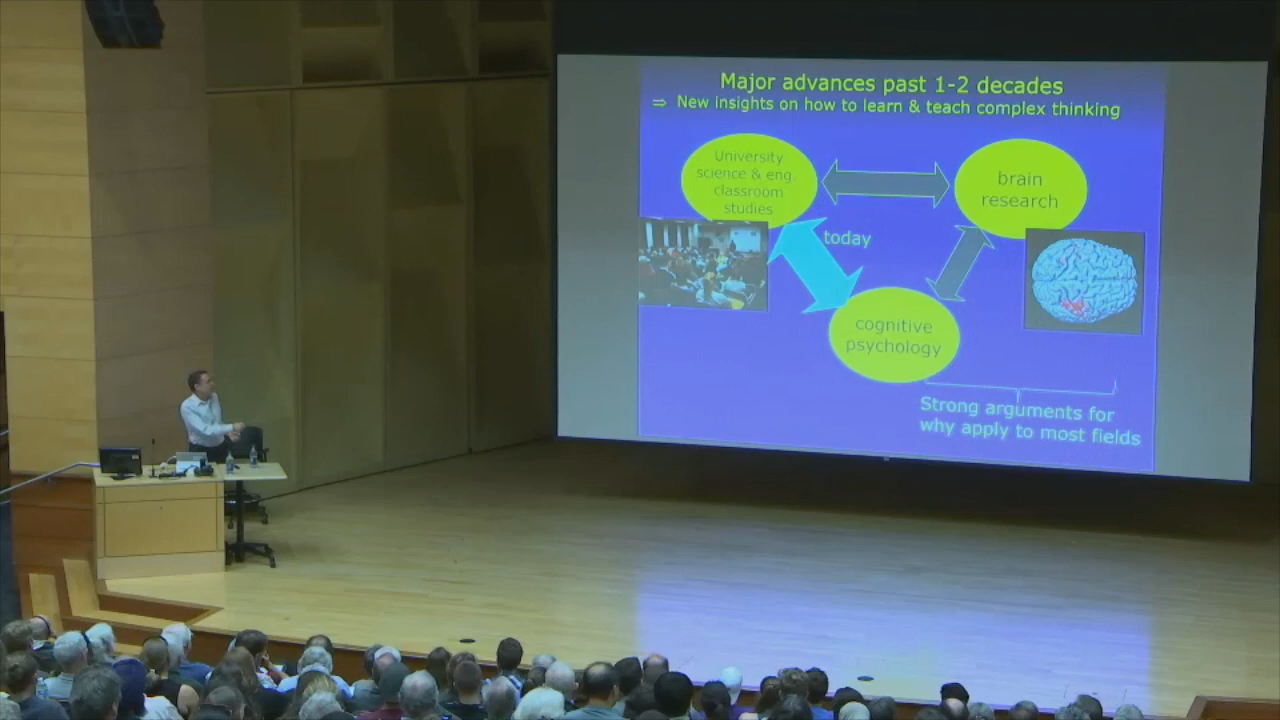 Major advances past 1-2 decades
⇒ New insights on how to learn & teach complex thinking
University
science & eng.
classroom
studies
brain
research
today
cognitive
psychology
Strong arguments for
why apply to most fields